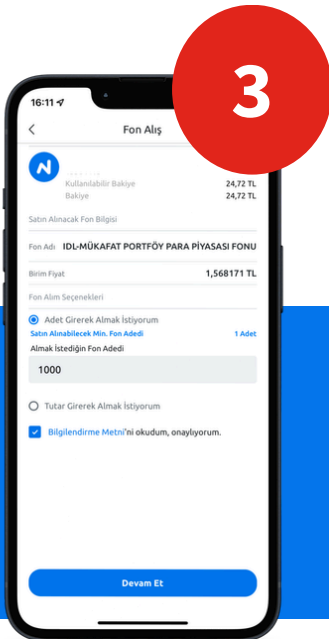 3
16:11
Fon Alış
N
Kullanılabilir Bakiye 24,72 TL
Bakiye 24,72 TL
Satın Alınacak Fon Bilgisi
Fon Adı IDL-MÜKAFAT PORTFÖY PARA PİYASASI FONU
Birim Fiyat 1,568171 TL
Fon Alım Seçenekleri
Adet Girerek Almak İstiyorum
Satın Alınabilecek Min. Fon Adedi 1 Adet
Almak İstediğin Fon Adedi
1000
Tutar Girerek Almak İstiyorum
Bilgilendirme Metni'ni okudum, onaylıyorum.
Devam Et